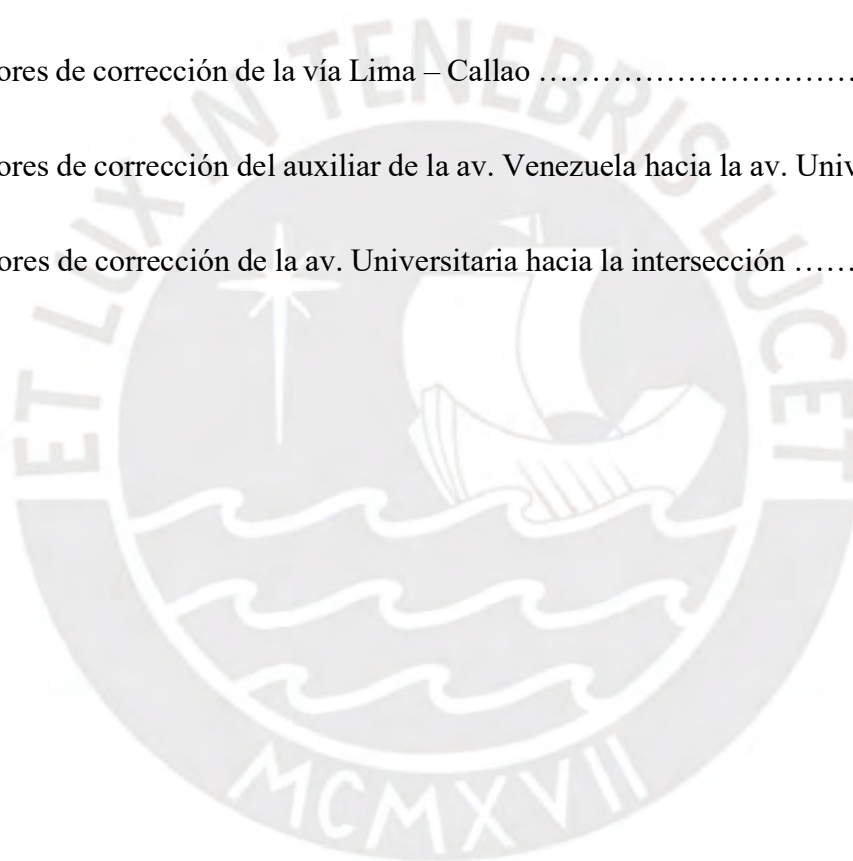 ores de corrección de la vía Lima – Callao …………………………….
ores de corrección del auxiliar de la av. Venezuela hacia la av. Univ
ores de corrección de la av. Universitaria hacia la intersección …….
ET LUX IN TENEBRIS LUCET
MCMXVII